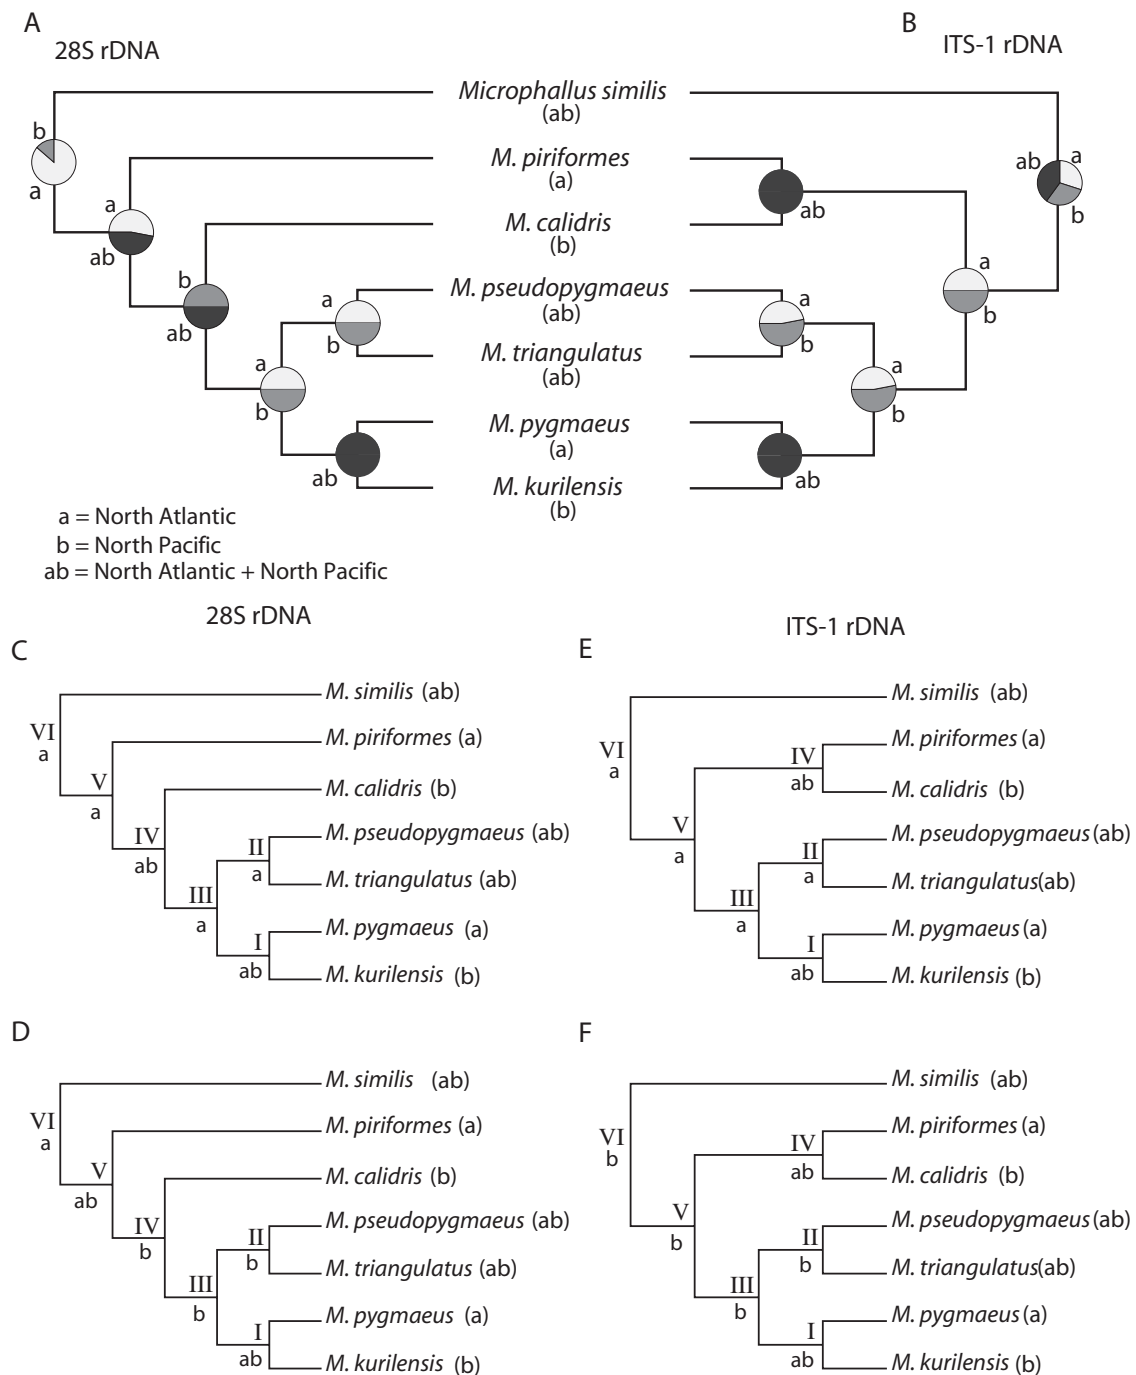 A
28S rDNA
B
ITS-1 rDNA
Microphallus similis
(ab)
M. piriformes
(a)
M. calidris
(b)
M. pseudopygmaeus
(ab)
M. triangulatus
(ab)
M. pygmaeus
(a)
M. kurilensis
(b)
b
a
a
ab
b
ab
a
b
a
b
ab
ab
a
b
ab
a
b
a
b
a
b
ab
a = North Atlantic
b = North Pacific
ab = North Atlantic + North Pacific
28S rDNA
ITS-1 rDNA
C
M. similis (ab)
VI
a
M. piriformes (a)
V
a
M. calidris (b)
IV
ab
M. pseudopygmaeus (ab)
II
a
M. triangulatus (ab)
III
a
M. pygmaeus (a)
I
ab
M. kurilensis (b)
E
M. similis (ab)
VI
a
M. piriformes (a)
IV
ab
M. calidris (b)
V
a
M. pseudopygmaeus (ab)
II
a
M. triangulatus (ab)
III
a
M. pygmaeus (a)
I
ab
M. kurilensis (b)
D
M. similis (ab)
VI
a
M. piriformes (a)
V
ab
M. calidris (b)
IV
b
M. pseudopygmaeus (ab)
II
b
M. triangulatus (ab)
III
b
M. pygmaeus (a)
I
ab
M. kurilensis (b)
F
M. similis (ab)
VI
b
M. piriformes (a)
IV
ab
M. calidris (b)
V
b
M. pseudopygmaeus (ab)
II
b
M. triangulatus (ab)
III
b
M. pygmaeus (a)
I
ab
M. kurilensis (b)